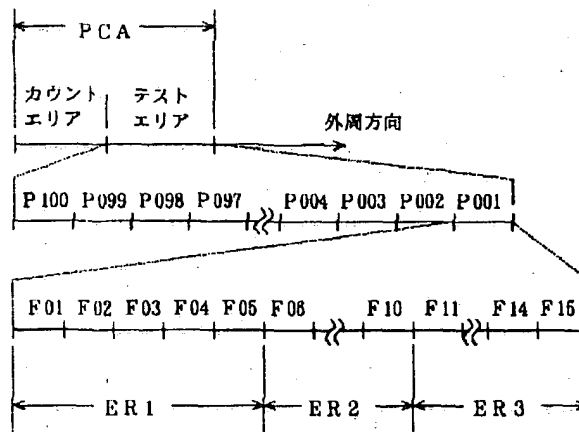 PCA
カウント テスト
エリア エリア 外周方向
P100 P099 P098 P097 P004 P003 P002 P001
F01 F02 F03 F04 F05 F06 F10 F11 F14 F15
ER1 ER2 ER3